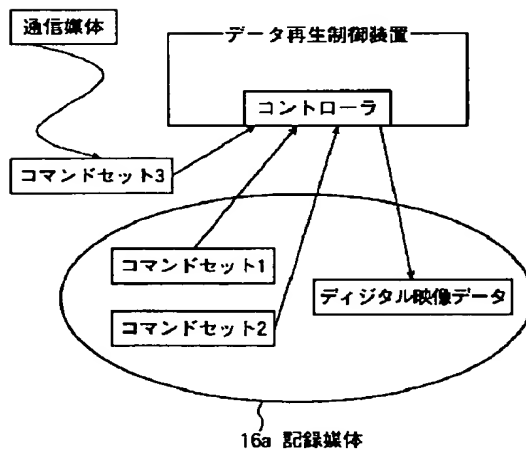 通信媒体
データ再生制御装置
コントローラ
コマンドセット3
コマンドセット1
ディジタル映像データ
コマンドセット2
16a 記録媒体